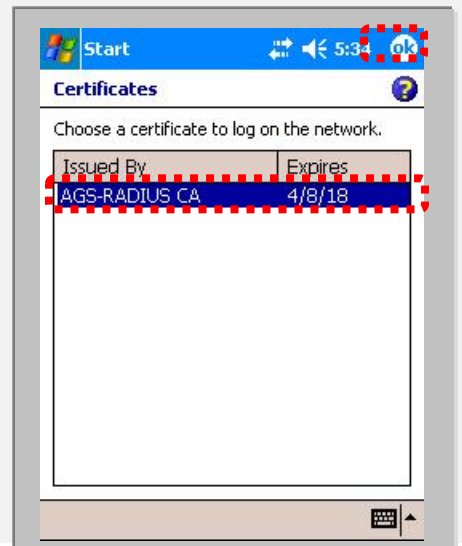 Start 5:34 ok
Certificates
Choose a certificate to log on the network.
Issued By Expires
AGS-RADIUS CA 4/8/18